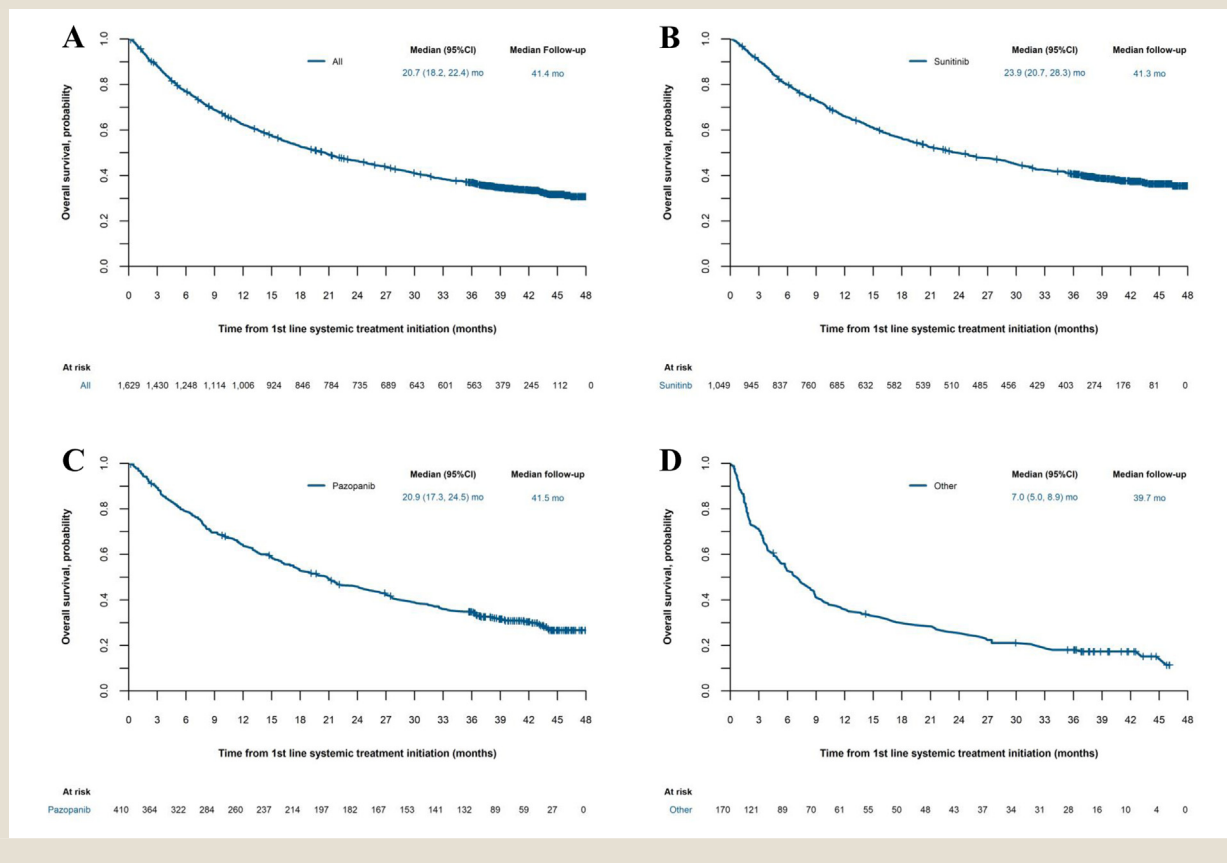 A
Overall survival, probability
1.0
0.8
0.6
0.4
0.2
0.0
All
Median (95%CI) Median Follow-up
20.7 (18.2, 22.4) mo 41.4 mo
0 3 6 9 12 15 18 21 24 27 30 33 36 39 42 45 48
Time from 1st line systemic treatment initiation (months)
At risk
All 1,629 1,430 1,248 1,114 1,006 924 846 784 735 689 643 601 563 379 245 112 0
B
Overall survival, probability
1.0
0.8
0.6
0.4
0.2
0.0
Sunitinib
Median (95%CI) Median follow-up
23.9 (20.7, 28.3) mo 41.3 mo
0 3 6 9 12 15 18 21 24 27 30 33 36 39 42 45 48
Time from 1st line systemic treatment initiation (months)
At risk
Sunitinb 1,049 945 837 760 685 632 582 539 510 485 456 429 403 274 176 81 0
C
Overall survival, probability
1.0
0.8
0.6
0.4
0.2
0.0
Pazopanib
Median (95%CI) Median follow-up
20.9 (17.3, 24.5) mo 41.5 mo
0 3 6 9 12 15 18 21 24 27 30 33 36 39 42 45 48
Time from 1st line systemic treatment initiation (months)
At risk
Pazopanib 410 364 322 284 260 237 214 197 182 167 153 141 132 89 59 27 0
D
Overall survival, probability
1.0
0.8
0.6
0.4
0.2
0.0
Other
Median (95%CI) Median follow-up
7.0 (5.0, 8.9) mo 39.7 mo
0 3 6 9 12 15 18 21 24 27 30 33 36 39 42 45 48
Time from 1st line systemic treatment initiation (months)
At risk
Other 170 121 89 70 61 55 50 48 43 37 34 31 28 16 10 4 0